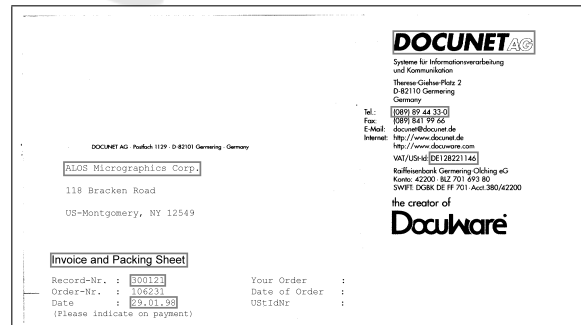 DOCUNET AG
Systeme für Informationsverarbeitung
und Kommunikation
Therese-Giehse-Platz 2
D-82110 Germering
Germany
Tel.: (089) 89 44 33-0
Fax: (089) 841 99 66
E-Mail: docunet@docunet.de
Internet: http://www.docunet.de
http://www.docuware.com
VAT/USt-Id: DE128221146
Raiffeisenbank Germering-Olching eG
Konto: 42200 · BLZ 701 693 80
SWIFT: DGBK DE FF 701· Acct.380/42200
the creator of
DocuWare
DOCUNET AG · Postfach 1129 · D-82101 Germering · Germany
ALOS Micrographics Corp.
118 Bracken Road
US-Montgomery, NY 12549
Invoice and Packing Sheet
Record-Nr. : 300121 Your Order :
Order-Nr. : 106231 Date of Order :
Date : 29.01.98 UStIdNr :
(Please indicate on payment)